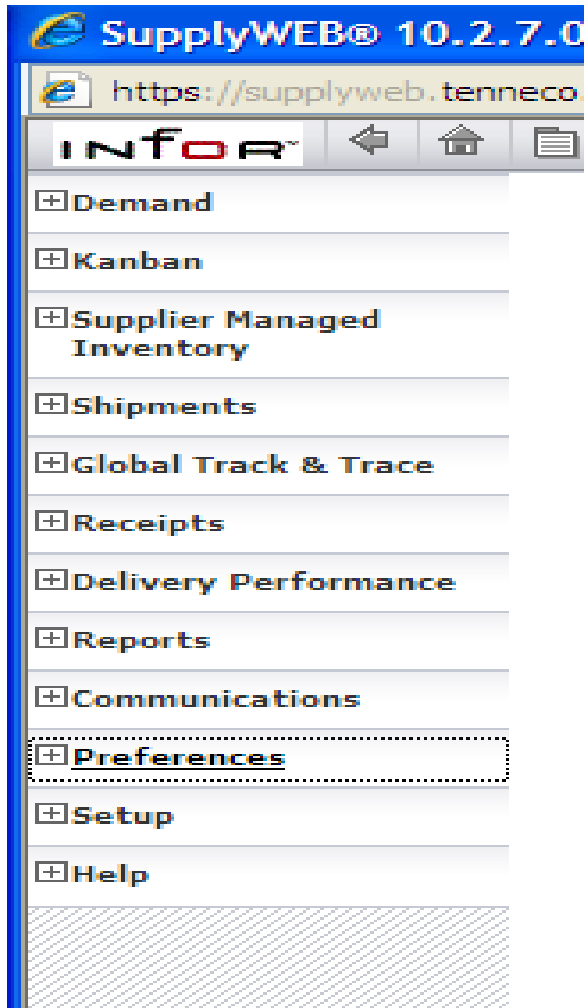 SupplyWEB® 10.2.7.0
https://supplyweb.tenneco.
infor™
Demand
Kanban
Supplier Managed
Inventory
Shipments
Global Track & Trace
Receipts
Delivery Performance
Reports
Communications
Preferences
Setup
Help